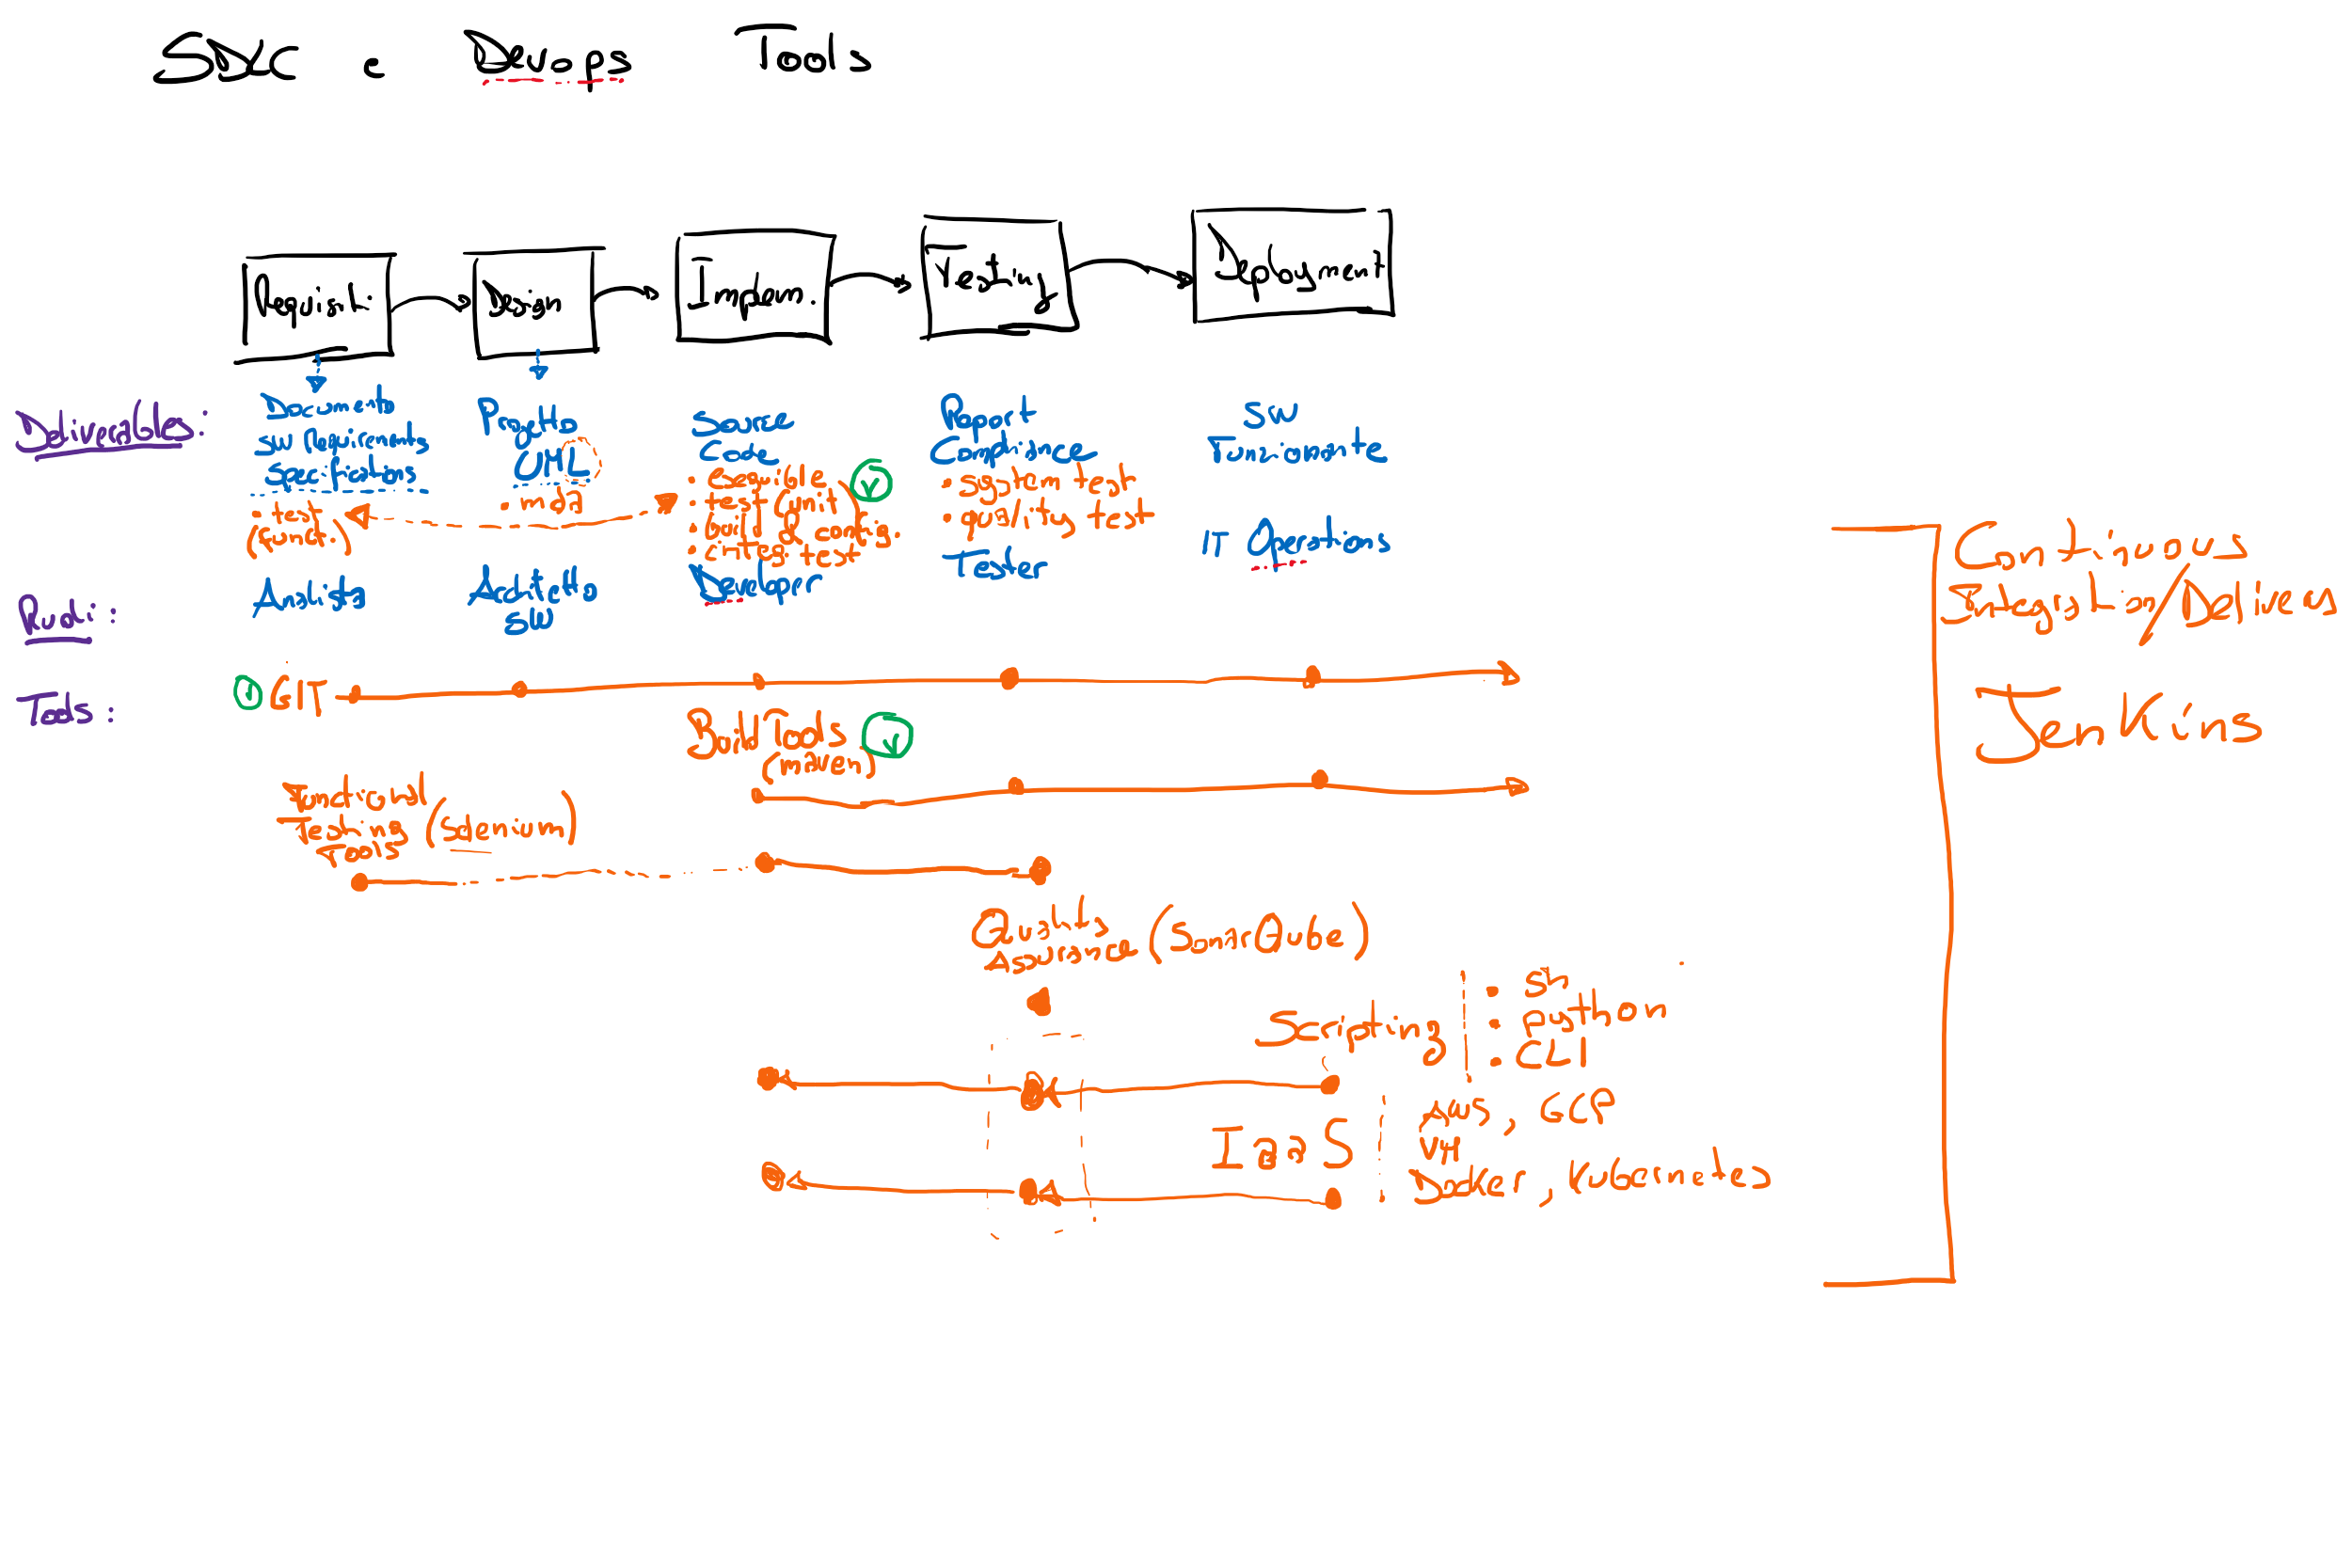 SDLC e Devops Tools
Requisiti
Design
Implem.
Testing
Deployment
Deliverables:
Documento
SW Requirements
Specifications
. test
(funct.)
Progetto
UML
. mda
Source
Code
. eseguible
. test (unit)
. build of config.
. integ. test
Report
Compliance
. system test
. quality test
SW
Funzionante
Ruoli:
Analista
Architetto
SW
Developer
Tester
IT Operations
Tools:
GIT
Build Tools
(maven)
Functional
Testing (Selenium)
Tools
Quality
Assurance (SonarQube)
Scripting
. sh
. Python
. CLI
IaaS
AWS, GCP
VM
Docker, Kubernetes
Continuous
Integration/Delivery
Jenkins